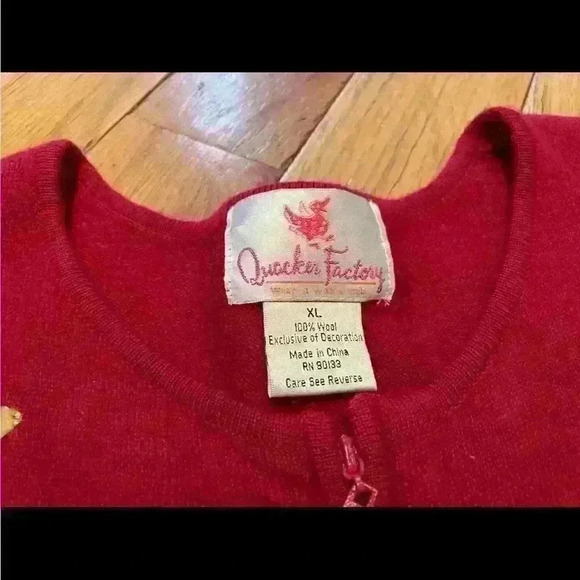 Quacker Factory
XL
100% Wool
Exclusive of Decoration
Made in China
RN 90133
Care See Reverse